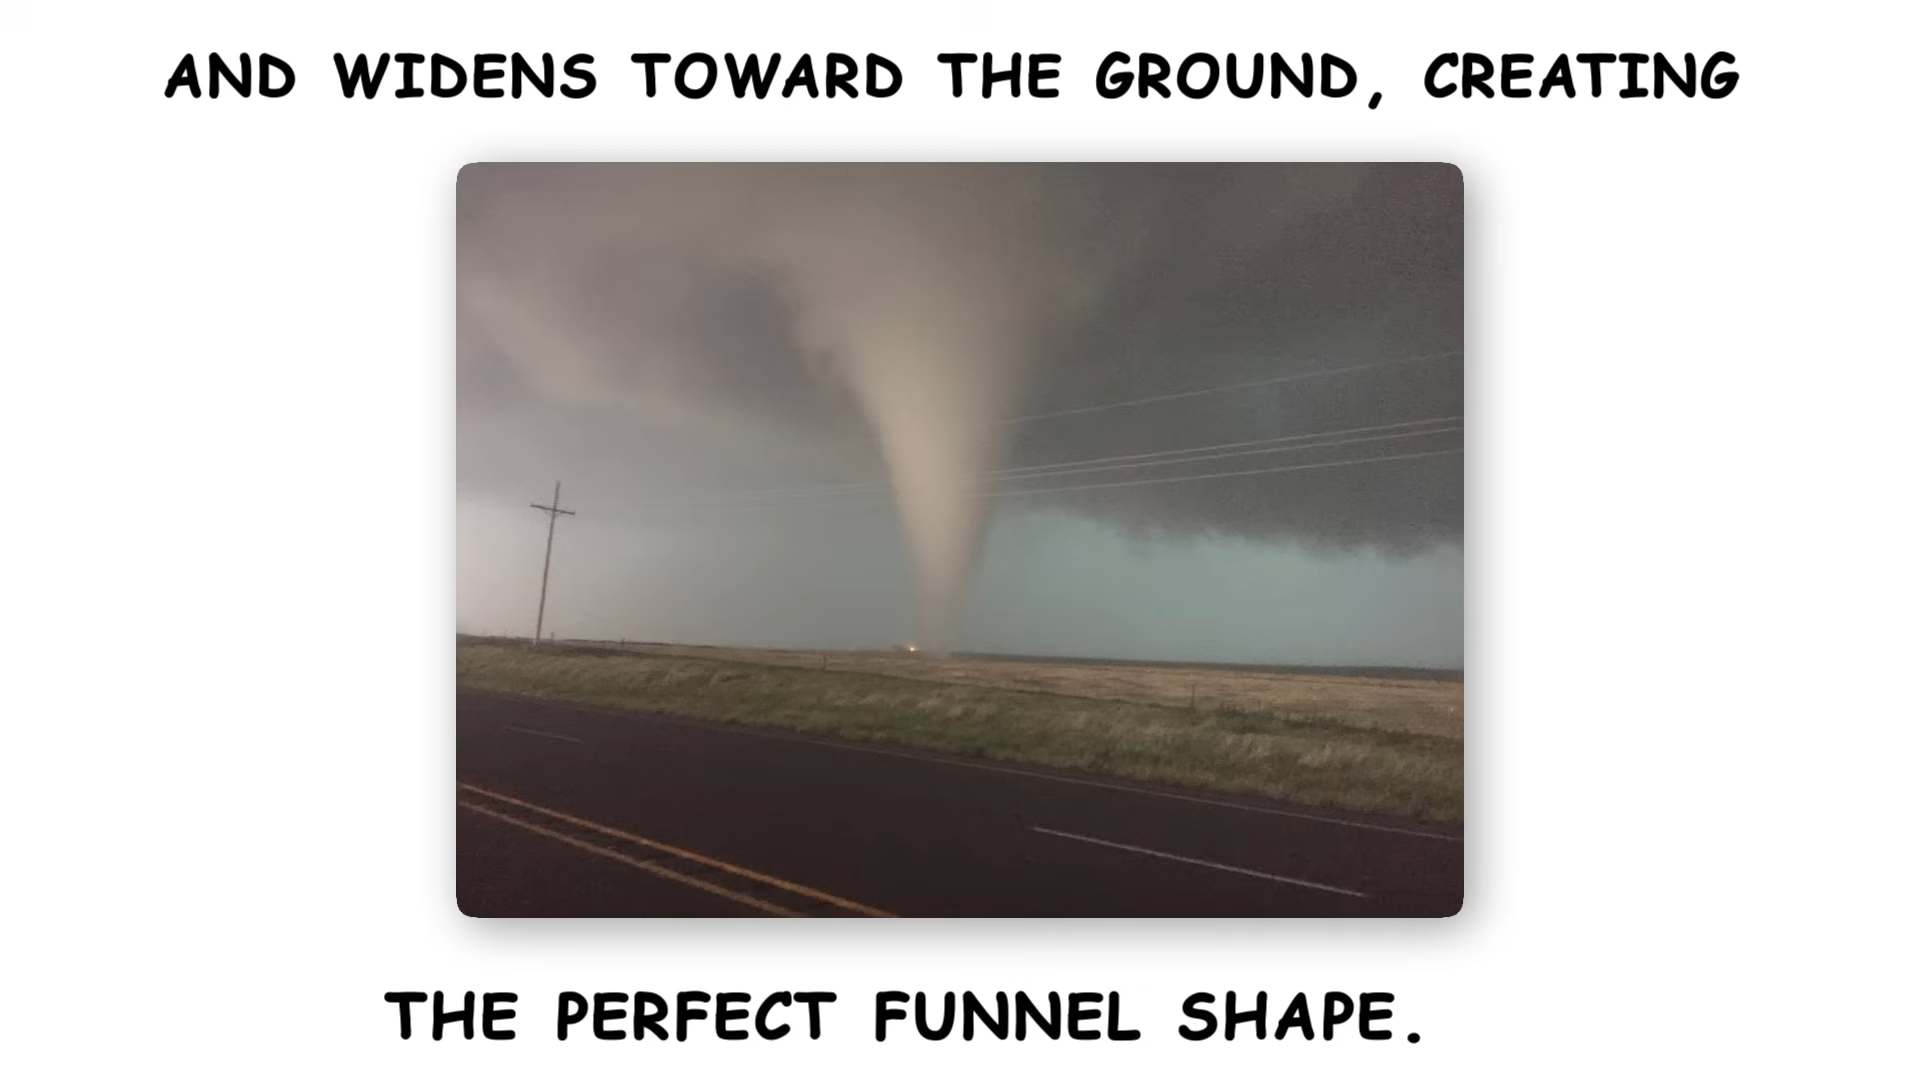 AND WIDENS TOWARD THE GROUND, CREATING
THE PERFECT FUNNEL SHAPE.